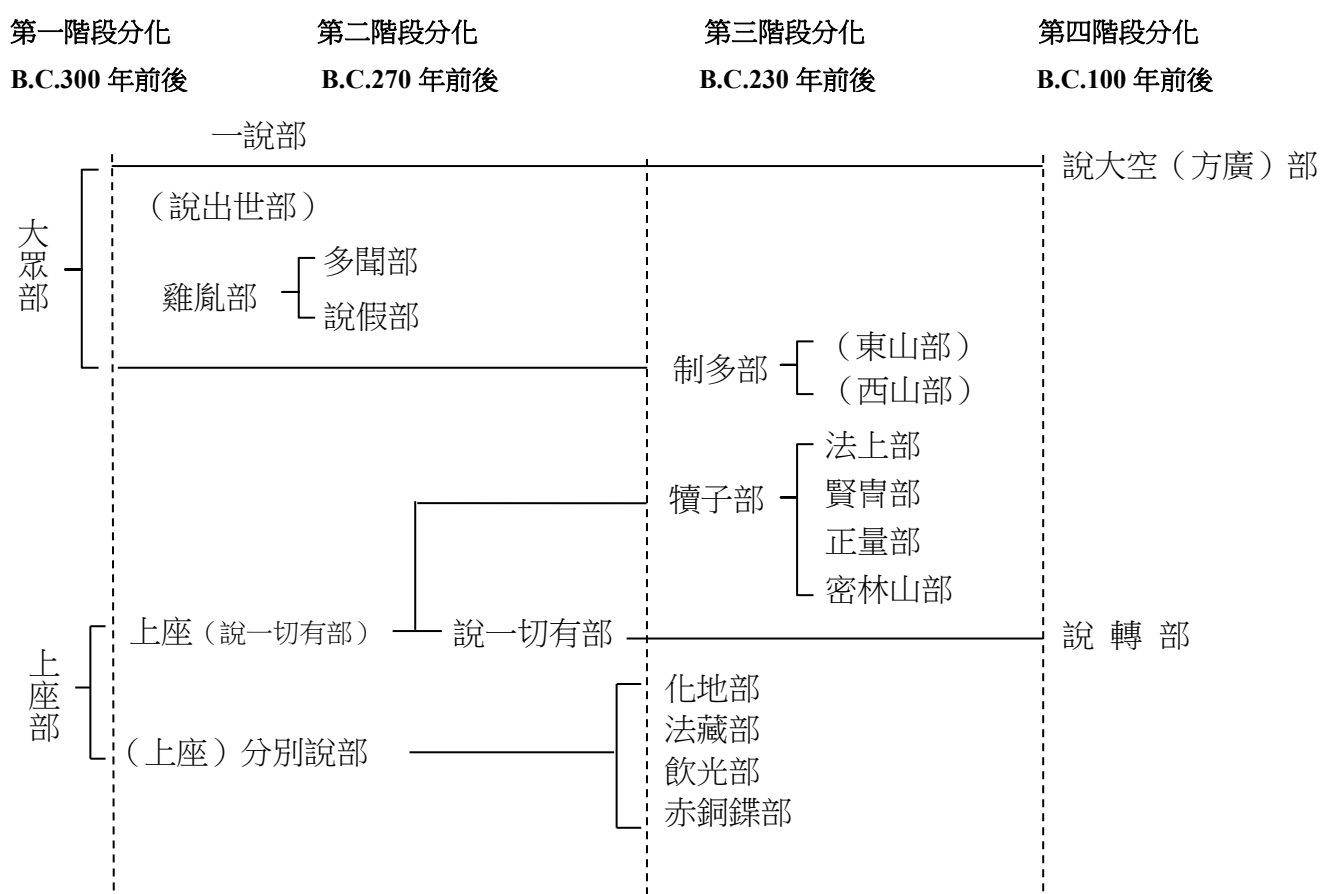 第一階段分化 第二階段分化 第三階段分化 第四階段分化
B.C.300 年前後 B.C.270 年前後 B.C.230 年前後 B.C.100 年前後
一說部
說大空（方廣）部
（說出世部）
大眾部
多聞部
雞胤部
說假部
（東山部）
制多部
（西山部）
法上部
犢子部
賢冑部
正量部
密林山部
上座（說一切有部） 說一切有部 說轉部
上座部
化地部
法藏部
（上座）分別說部
飲光部
赤銅鍱部